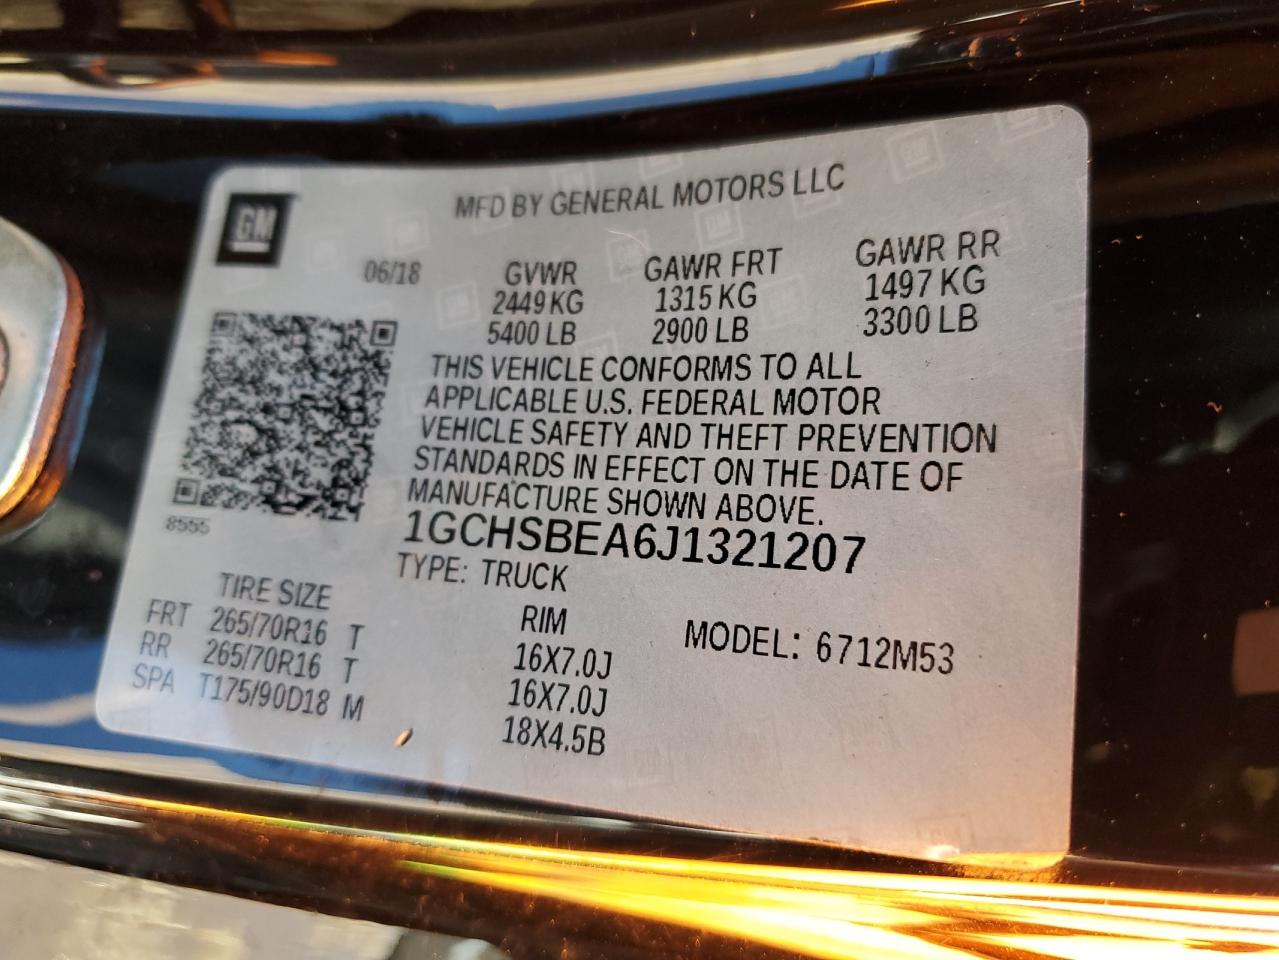 GM
MFD BY GENERAL MOTORS LLC
06/18 GVWR GAWR FRT GAWR RR
2449 KG 1315 KG 1497 KG
5400 LB 2900 LB 3300 LB
THIS VEHICLE CONFORMS TO ALL
APPLICABLE U.S. FEDERAL MOTOR
VEHICLE SAFETY AND THEFT PREVENTION
STANDARDS IN EFFECT ON THE DATE OF
MANUFACTURE SHOWN ABOVE.
8555
1GCHSBEA6J1321207
TYPE: TRUCK
TIRE SIZE RIM MODEL: 6712M53
FRT 265/70R16 T 16X7.0J
RR 265/70R16 T 16X7.0J
SPA T175/90D18 M 18X4.5B